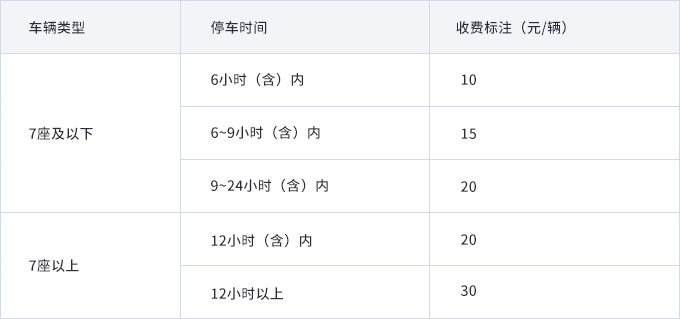 车辆类型 停车时间 收费标注（元/辆）
7座及以下 6小时（含）内 10
6~9小时（含）内 15
9~24小时（含）内 20
7座以上 12小时（含）内 20
12小时以上 30